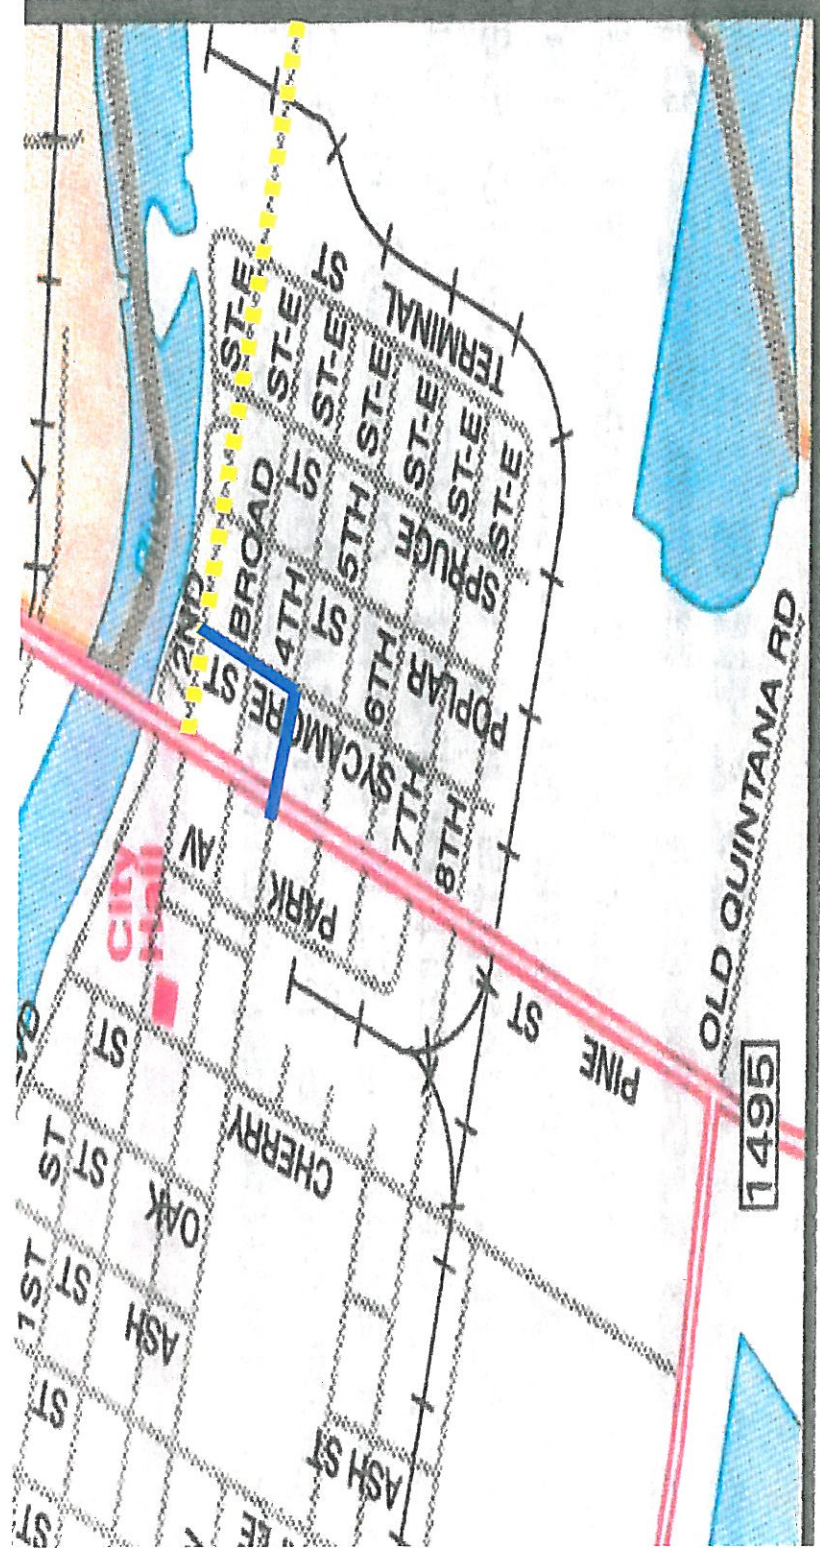 ST-E
ST
ST-E
ST-E
TERMINAL
ST-E
ST-E
ST-E
ST-E
BROAD
ST
5TH
SPRUCE
2ND
4TH
ST
6TH
POPLAR
ST
SYCAMORE
7TH
8TH
AV
PARK
City
Hall
ST
PINE
OLD QUINTANA RD
1495
ST
CHERRY
ST
ST
OAK
1ST
ST
ASH
ST
ASH ST
ST